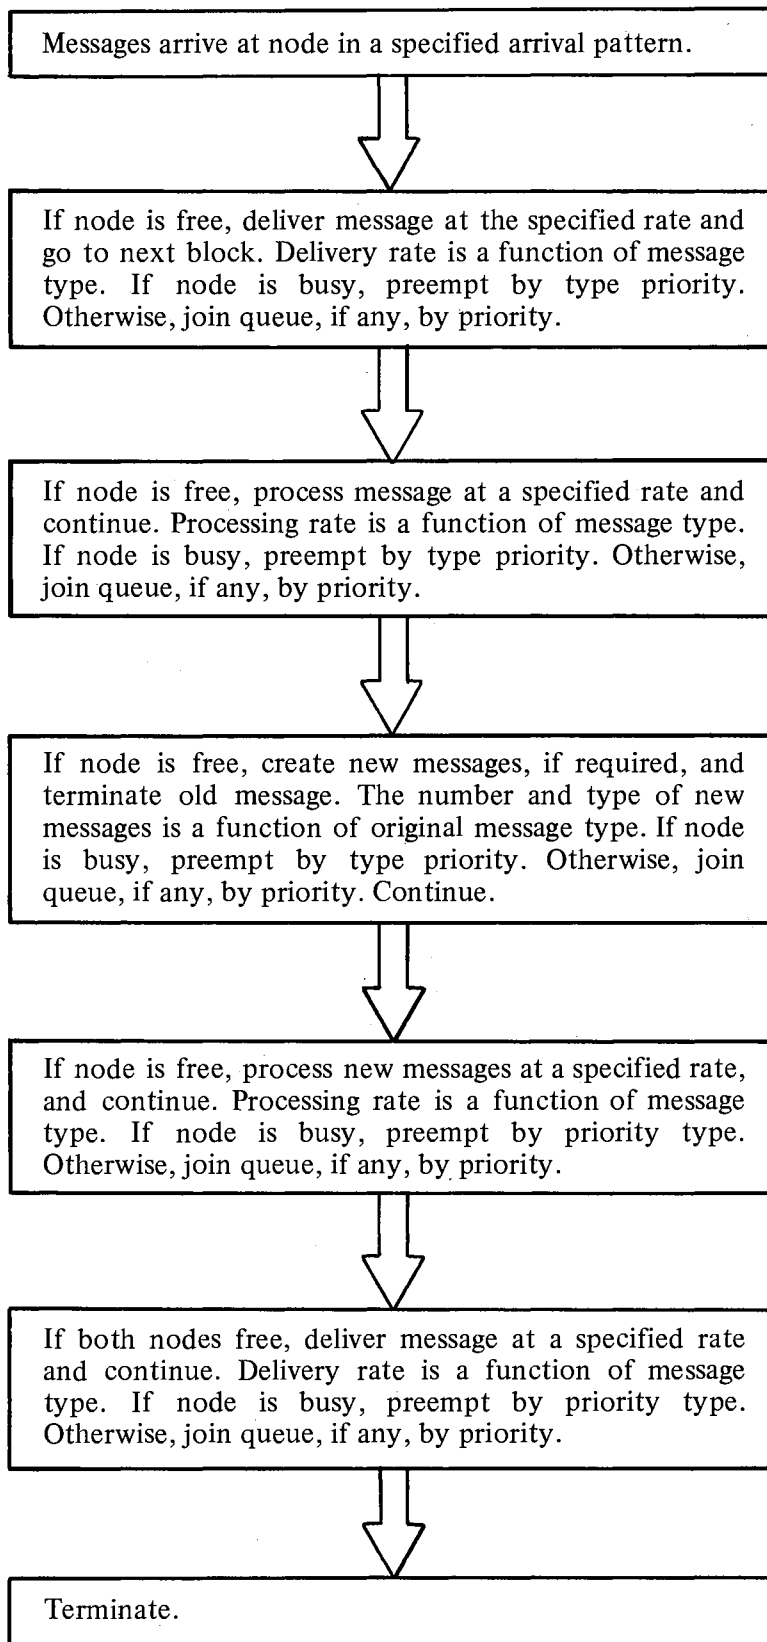 Messages arrive at node in a specified arrival pattern.
If node is free, deliver message at the specified rate and
go to next block. Delivery rate is a function of message
type. If node is busy, preempt by type priority.
Otherwise, join queue, if any, by priority.
If node is free, process message at a specified rate and
continue. Processing rate is a function of message type.
If node is busy, preempt by type priority. Otherwise,
join queue, if any, by priority.
If node is free, create new messages, if required, and
terminate old message. The number and type of new
messages is a function of original message type. If node
is busy, preempt by type priority. Otherwise, join
queue, if any, by priority. Continue.
If node is free, process new messages at a specified rate,
and continue. Processing rate is a function of message
type. If node is busy, preempt by priority type.
Otherwise, join queue, if any, by priority.
If both nodes free, deliver message at a specified rate
and continue. Delivery rate is a function of message
type. If node is busy, preempt by priority type.
Otherwise, join queue, if any, by priority.
Terminate.